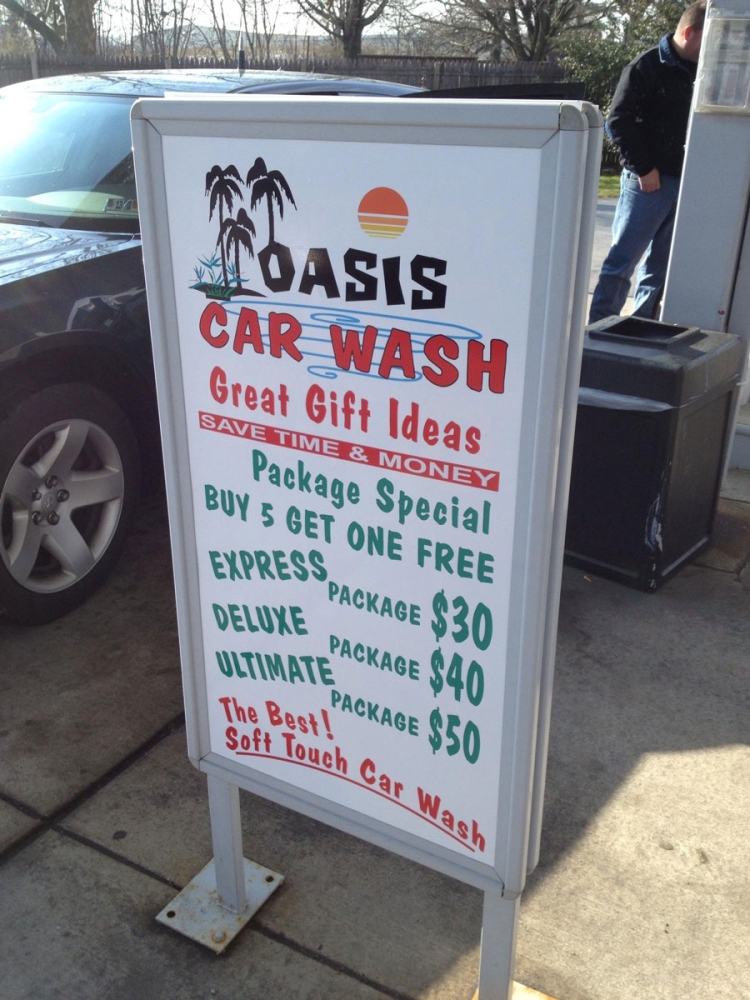 OASIS
CAR WASH
Great Gift Ideas
SAVE TIME & MONEY
Package Special
BUY 5 GET ONE FREE
EXPRESS PACKAGE $30
DELUXE PACKAGE $40
ULTIMATE PACKAGE $50
The Best!
Soft Touch Car Wash